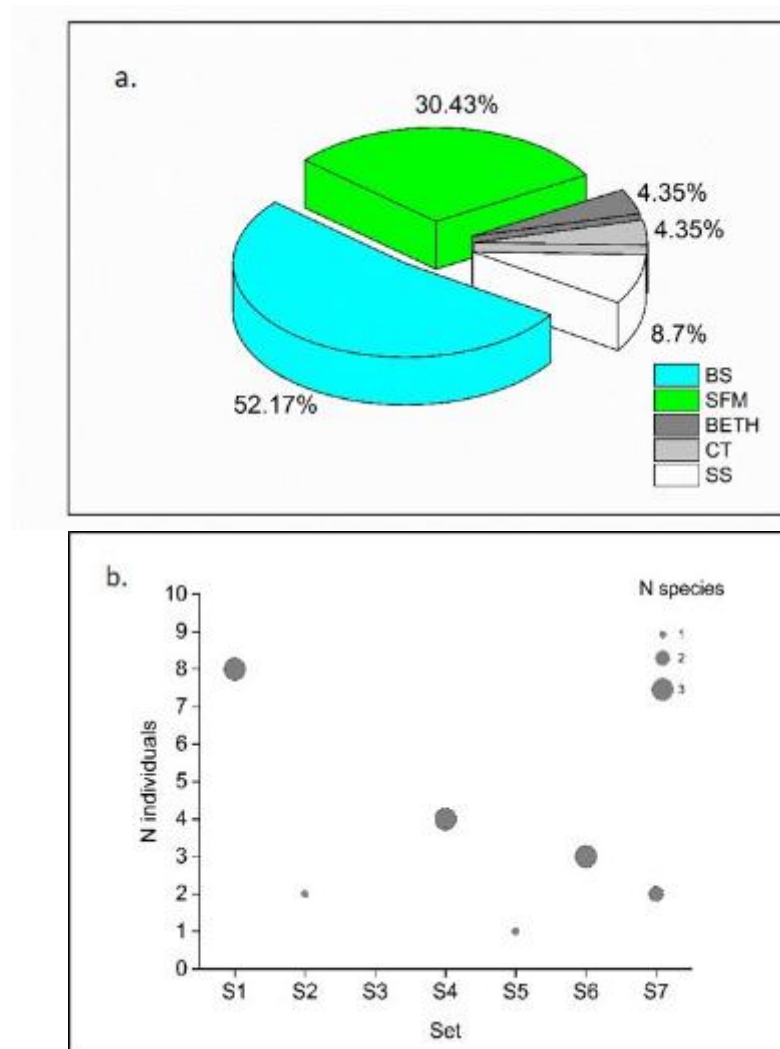 a.
30.43%
4.35%
4.35%
8.7%
52.17%
BS
SFM
BETH
CT
SS
b.
N species
1
2
3
10
9
8
7
6
5
4
3
2
1
0
N individuals
S1 S2 S3 S4 S5 S6 S7
Set